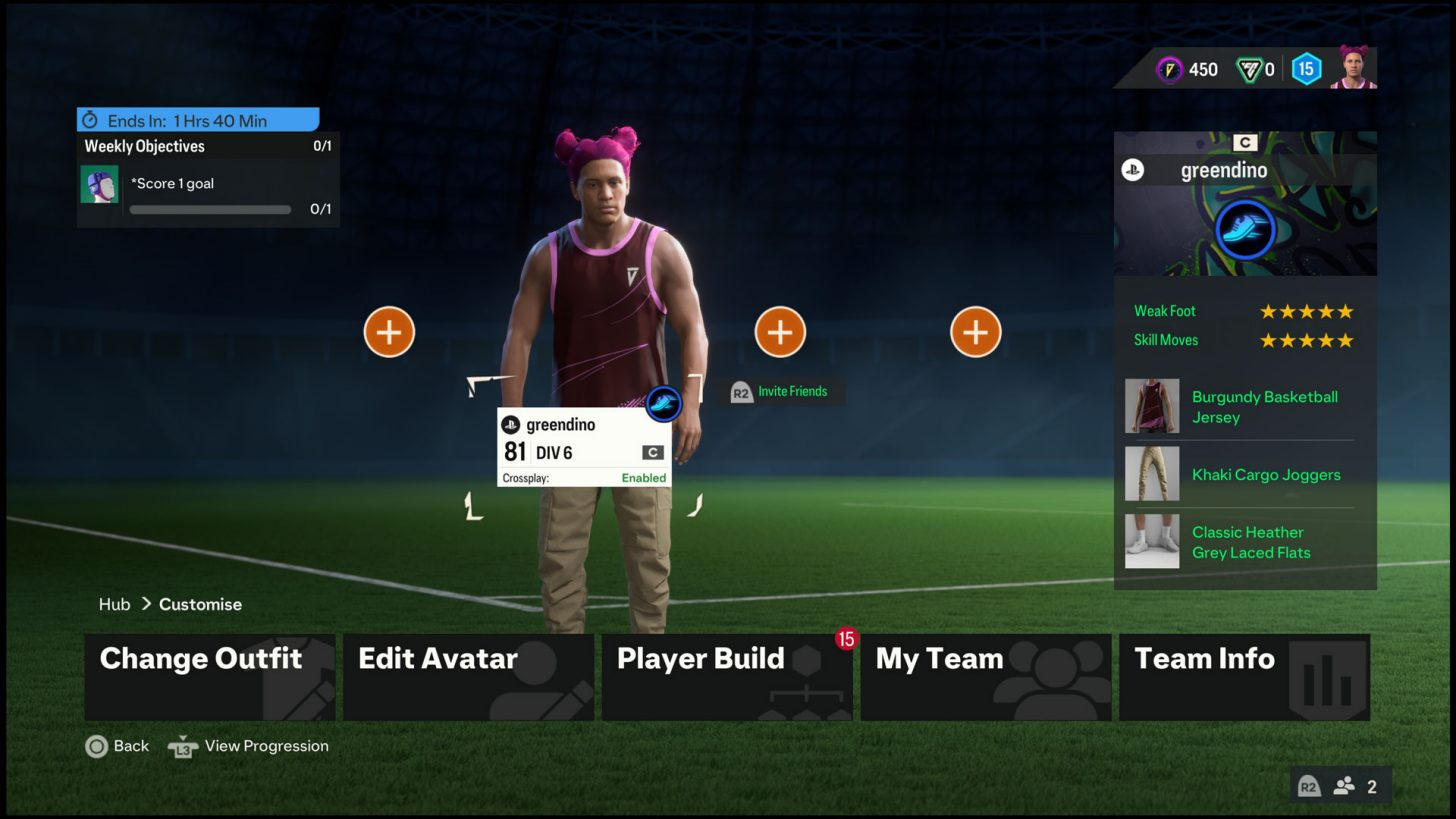 450
0
15
Ends In: 1 Hrs 40 Min
Weekly Objectives 0/1
*Score 1 goal
0/1
C
greendino
Weak Foot
Skill Moves
Burgundy Basketball
Jersey
Khaki Cargo Joggers
Classic Heather
Grey Laced Flats
R2 Invite Friends
greendino
81 DIV 6 C
Crossplay: Enabled
Hub > Customise
Change Outfit
Edit Avatar
Player Build
15
My Team
Team Info
Back
L3 View Progression
R2 2